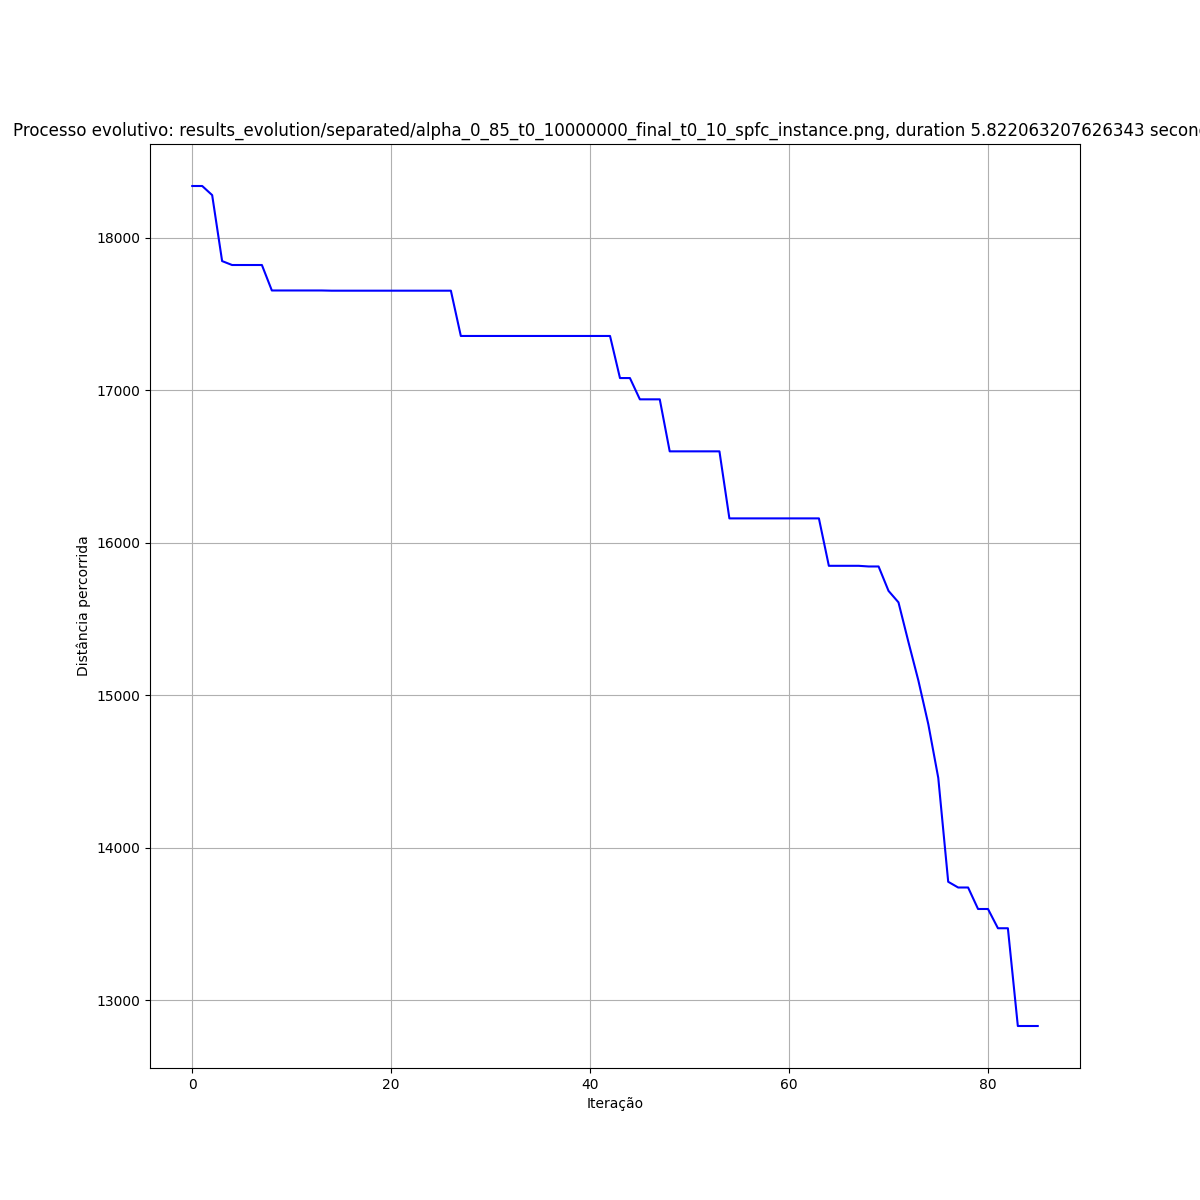 Processo evolutivo: results_evolution/separated/alpha_0_85_t0_10000000_final_t0_10_spfc_instance.png, duration 5.822063207626343
18000
17000
16000
15000
14000
13000
Distância percorrida
0 20 40 60 80
Iteração